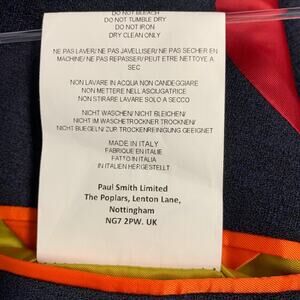 DO NOT BLEACH
DO NOT TUMBLE DRY
DO NOT IRON
DRY CLEAN ONLY
NE PAS LAVER/ NE PAS JAVELLISER/ NE PAS SECHER EN
MACHINE/ NE PAS REPASSER/PEUT ETRE NETTOYE A
SEC
NON LAVARE IN ACQUA NON CANDEGGIARE
NON METTERE NELL ASCIUGATRICE
NON STIRARE LAVARE SOLO A SECCO
NICHT WASCHEN/ NICHT BLEICHEN/
NICHT IM WASCHETROCKNER TROCKNEN/
NICHT BUEGELN/ ZUR TROCKENREINIGUNG GEEIGNET
MADE IN ITALY
FABRIQUE EN ITALIE
FATTO IN ITALIA
IN ITALIEN HERGESTELLT
Paul Smith Limited
The Poplars, Lenton Lane,
Nottingham
NG7 2PW. UK